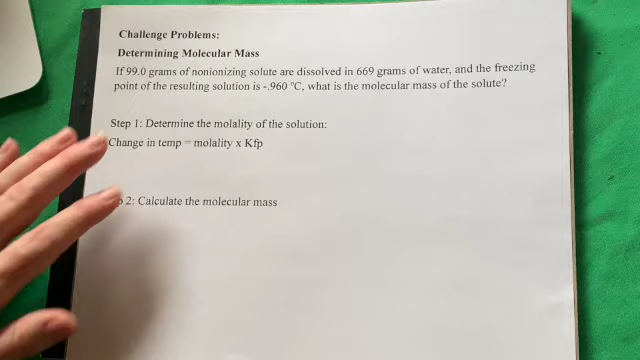 Challenge Problems:
Determining Molecular Mass
If 99.0 grams of nonionizing solute are dissolved in 669 grams of water, and the freezing
point of the resulting solution is -.960 °C, what is the molecular mass of the solute?
Step 1: Determine the molality of the solution:
Change in temp = molality x Kfp
2: Calculate the molecular mass